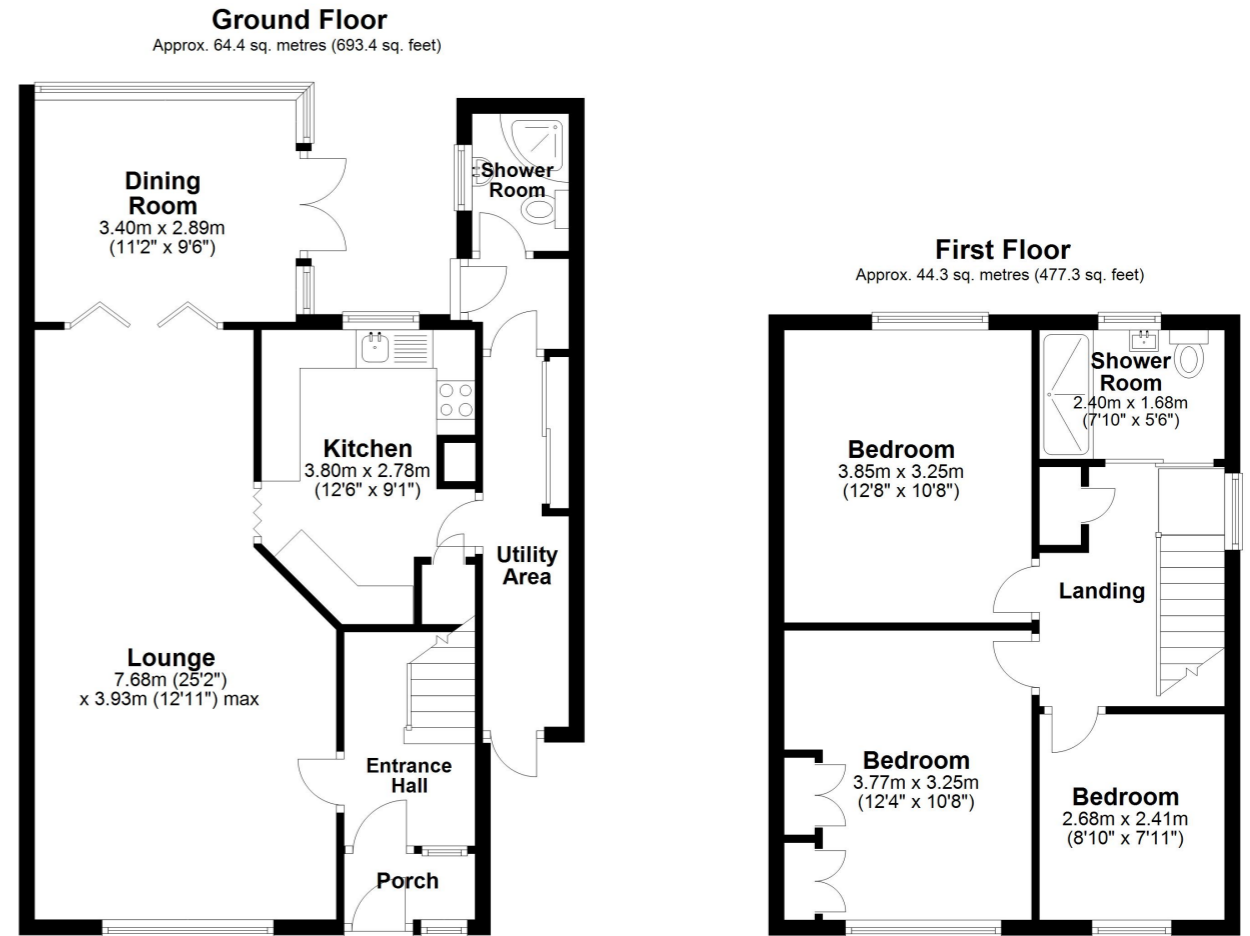 Ground Floor
Approx. 64.4 sq. metres (693.4 sq. feet)
Dining
Room
3.40m x 2.89m
(11'2" x 9'6")
Shower
Room
Kitchen
3.80m x 2.78m
(12'6" x 9'1")
Utility
Area
Lounge
7.68m (25'2")
x 3.93m (12'11") max
Entrance
Hall
Porch
First Floor
Approx. 44.3 sq. metres (477.3 sq. feet)
Shower
Room
2.40m x 1.68m
(7'10" x 5'6")
Bedroom
3.85m x 3.25m
(12'8" x 10'8")
Landing
Bedroom
3.77m x 3.25m
(12'4" x 10'8")
Bedroom
2.68m x 2.41m
(8'10" x 7'11")